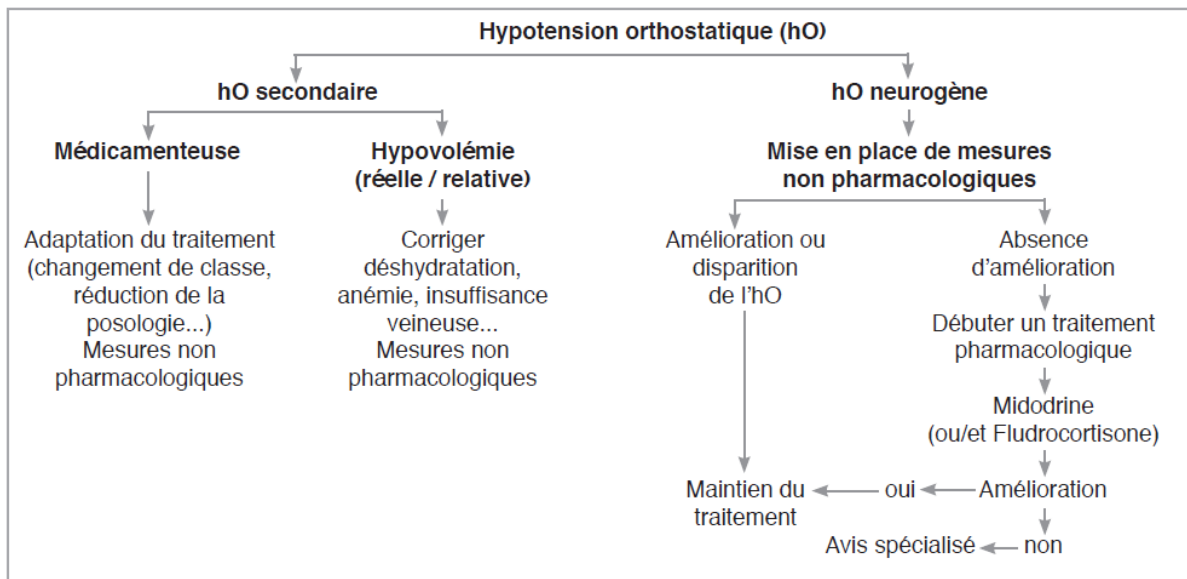 Hypotension orthostatique (hO)
hO secondaire
hO neurogène
Médicamenteuse
Hypovolémie
(réelle / relative)
Mise en place de mesures
non pharmacologiques
Adaptation du traitement
(changement de classe,
réduction de la
posologie...)
Mesures non
pharmacologiques
Corriger
déshydratation,
anémie, insuffisance
veineuse...
Mesures non
pharmacologiques
Amélioration ou
disparition
de l'hO
Absence
d'amélioration
Débuter un traitement
pharmacologique
Midodrine
(ou/et Fludrocortisone)
Maintien du
traitement
oui
Amélioration
Avis spécialisé
non